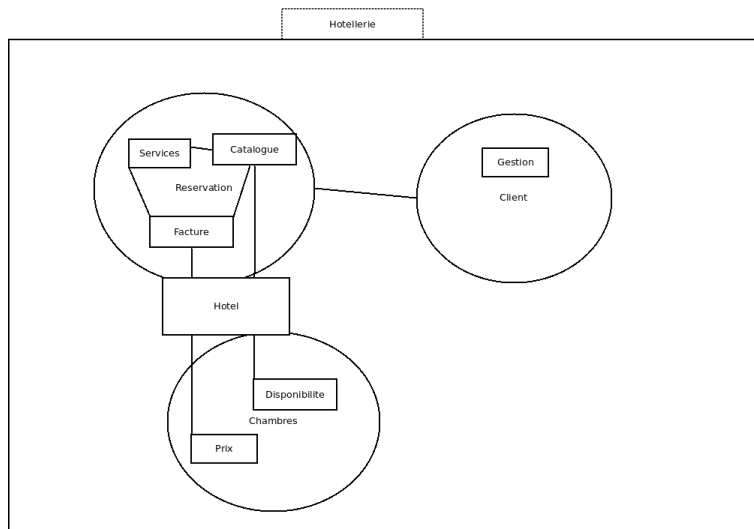 Hotellerie
Services
Catalogue
Reservation
Facture
Gestion
Client
Hotel
Disponibilite
Chambres
Prix